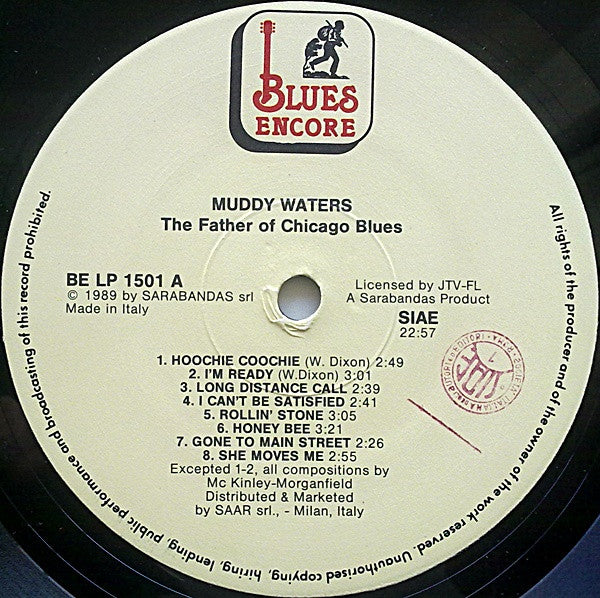 BLUES
ENCORE
MUDDY WATERS
The Father of Chicago Blues
BE LP 1501 A
© 1989 by SARABANDAS srl
Made in Italy
Licensed by JTV-FL
A Sarabandas Product
SIAE
22:57
1. HOOCHIE COOCHIE (W. Dixon) 2:49
2. I'M READY (W.Dixon) 3:01
3. LONG DISTANCE CALL 2:39
4. I CAN'T BE SATISFIED 2:41
5. ROLLIN' STONE 3:05
6. HONEY BEE 3:21
7. GONE TO MAIN STREET 2:26
8. SHE MOVES ME 2:55
Excepted 1-2, all compositions by
Mc Kinley-Morganfield
Distributed & Marketed
by SAAR srl., - Milan, Italy
All rights of the producer and of the owner of the work reserved. Unauthorised copying, hiring, lending, public performance and broadcasting of this record prohibited.
SIAE